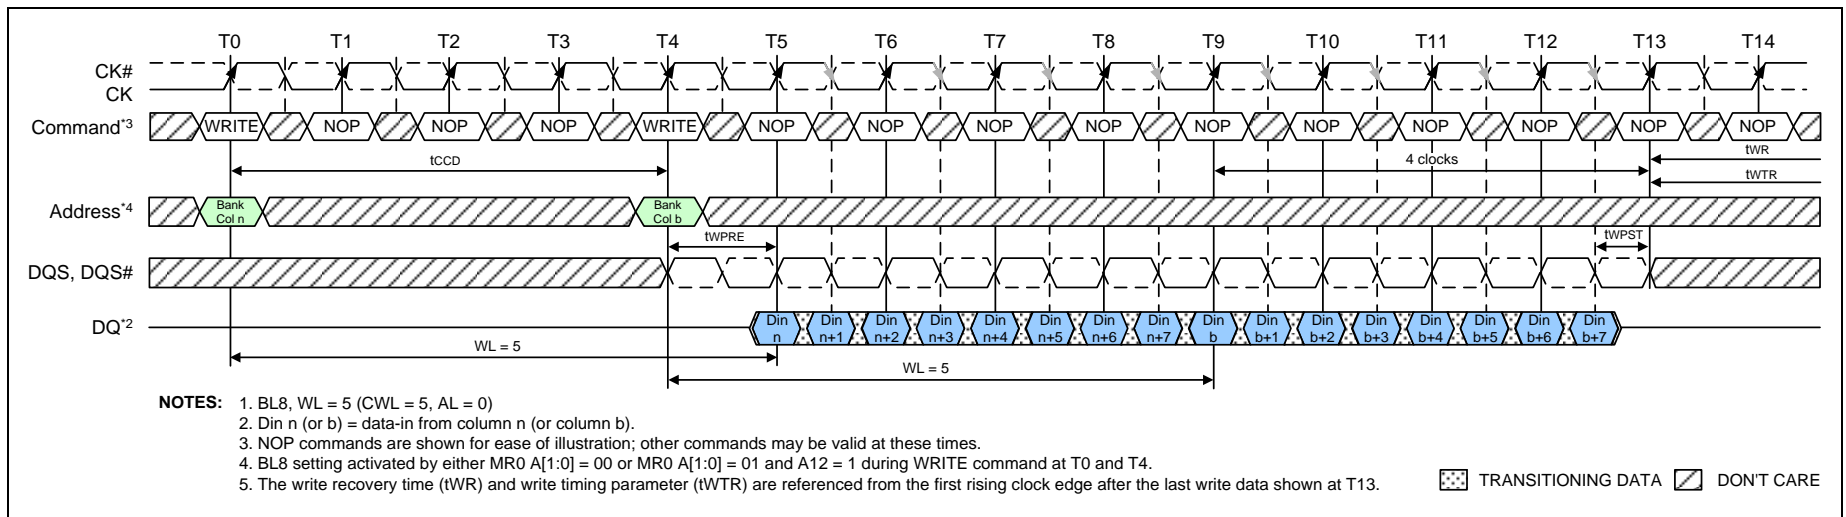 T0 T1 T2 T3 T4 T5 T6 T7 T8 T9 T10 T11 T12 T13 T14
CK#
CK
Command*3 WRITE NOP NOP NOP WRITE NOP NOP NOP NOP NOP NOP NOP NOP NOP NOP
tCCD 4 clocks tWR
tWTR
Address*4 Bank Col n Bank Col b
tWPRE tWPST
DQS, DQS#
DQ*2 Din n Din n+1 Din n+2 Din n+3 Din n+4 Din n+5 Din n+6 Din n+7 Din b Din b+1 Din b+2 Din b+3 Din b+4 Din b+5 Din b+6 Din b+7
WL = 5
WL = 5
NOTES: 1. BL8, WL = 5 (CWL = 5, AL = 0)
2. Din n (or b) = data-in from column n (or column b).
3. NOP commands are shown for ease of illustration; other commands may be valid at these times.
4. BL8 setting activated by either MR0 A[1:0] = 00 or MR0 A[1:0] = 01 and A12 = 1 during WRITE command at T0 and T4.
5. The write recovery time (tWR) and write timing parameter (tWTR) are referenced from the first rising clock edge after the last write data shown at T13.
TRANSITIONING DATA DON'T CARE